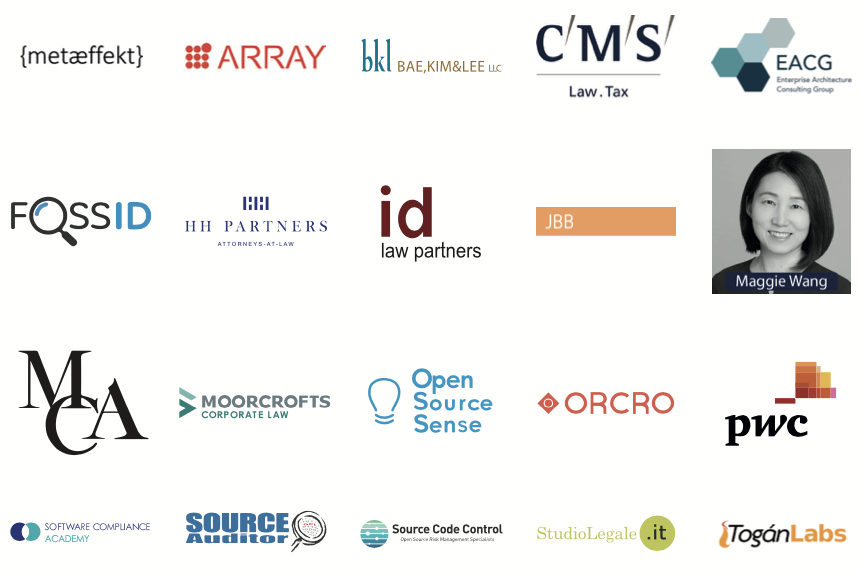 {metæffekt}
ARRAY
bkl BAE,KIM&LEE LLC
C'M'S'
Law.Tax
EACG
Enterprise Architecture
Consulting Group
FOSSID
HH
HH PARTNERS
ATTORNEYS-AT-LAW
id
law partners
JBB
Maggie Wang
MCA
MOORCROFTS
CORPORATE LAW
Open
Source
Sense
ORCRO
pwc
SOFTWARE COMPLIANCE
ACADEMY
SOURCE
Auditor
Source Code Control
Open Source Risk Management Specialists
StudioLegale.it
TogánLabs